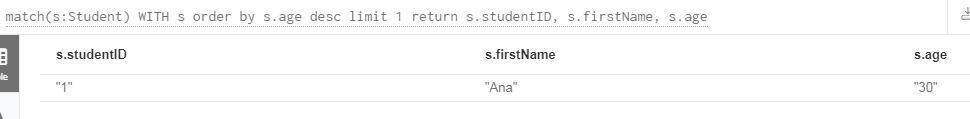 match(s:Student) WITH s order by s.age desc limit 1 return s.studentID, s.firstName, s.age
s.studentID s.firstName s.age
"1" "Ana" "30"